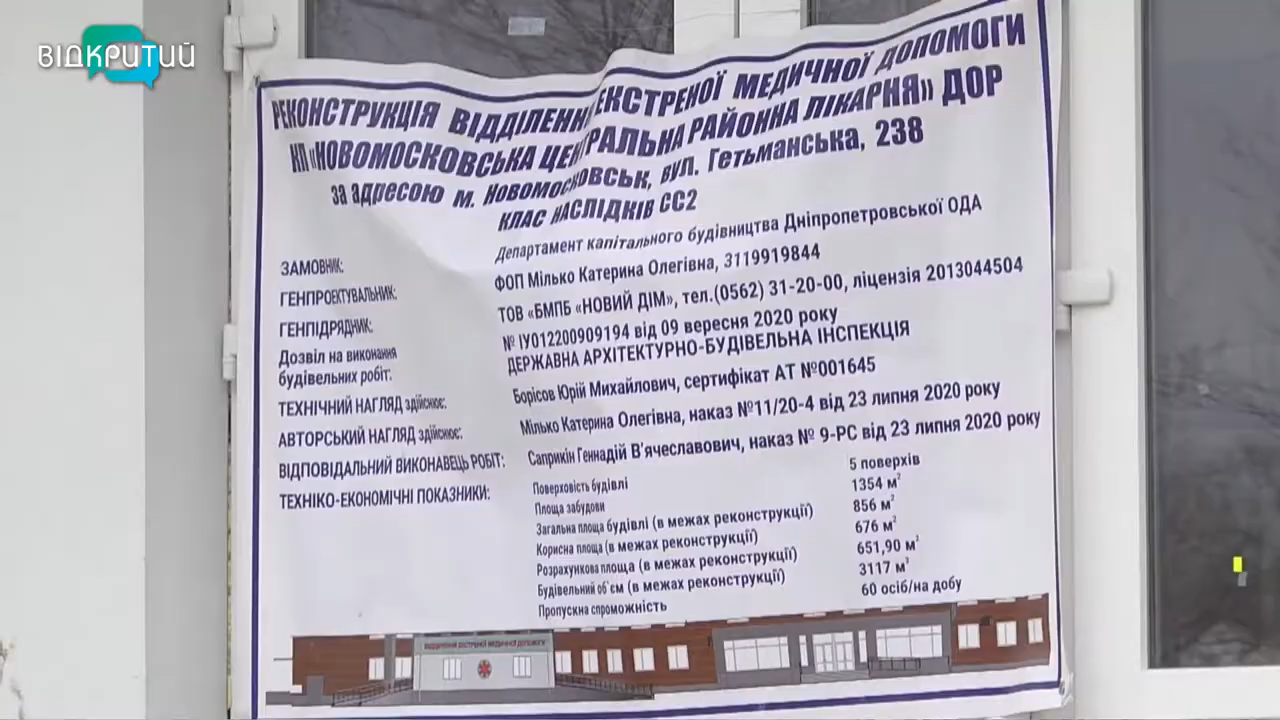 ВІДКРИТИЙ
РЕКОНСТРУКЦІЯ ВІДДІЛЕННЯ ЕКСТРЕНОЇ МЕДИЧНОЇ ДОПОМОГИ
КП «НОВОМОСКОВСЬКА ЦЕНТРАЛЬНА РАЙОННА ЛІКАРНЯ» ДОР
за адресою м. Новомосковськ, вул. Гетьманська, 238
КЛАС НАСЛІДКІВ СС2
ЗАМОВНИК: Департамент капітального будівництва Дніпропетровської ОДА
ГЕНПРОЕКТУВАЛЬНИК: ФОП Мілько Катерина Олегівна, 3119919844
ГЕНПІДРЯДНИК: ТОВ «БМПБ «НОВИЙ ДІМ», тел.(0562) 31-20-00, ліцензія 2013044504
Дозвіл на виконання № ІУ012200909194 від 09 вересня 2020 року
будівельних робіт: ДЕРЖАВНА АРХІТЕКТУРНО-БУДІВЕЛЬНА ІНСПЕКЦІЯ
ТЕХНІЧНИЙ НАГЛЯД здійснює: Борісов Юрій Михайлович, сертифікат АТ №001645
АВТОРСЬКИЙ НАГЛЯД здійснює: Мілько Катерина Олегівна, наказ №11/20-4 від 23 липня 2020 року
ВІДПОВІДАЛЬНИЙ ВИКОНАВЕЦЬ РОБІТ: Саприкін Геннадій В'ячеславович, наказ № 9-РС від 23 липня 2020 року
ТЕХНІКО-ЕКОНОМІЧНІ ПОКАЗНИКИ:
Поверховість будівлі 5 поверхів
Площа забудови 1354 м²
Загальна площа будівлі (в межах реконструкції) 856 м²
Корисна площа (в межах реконструкції) 676 м²
Розрахункова площа (в межах реконструкції) 651,90 м²
Будівельний об'єм (в межах реконструкції) 3117 м²
Пропускна спроможність 60 осіб/на добу
ВІДДІЛЕННЯ ЕКСТРЕНОЇ МЕДИЧНОЇ ДОПОМОГИ